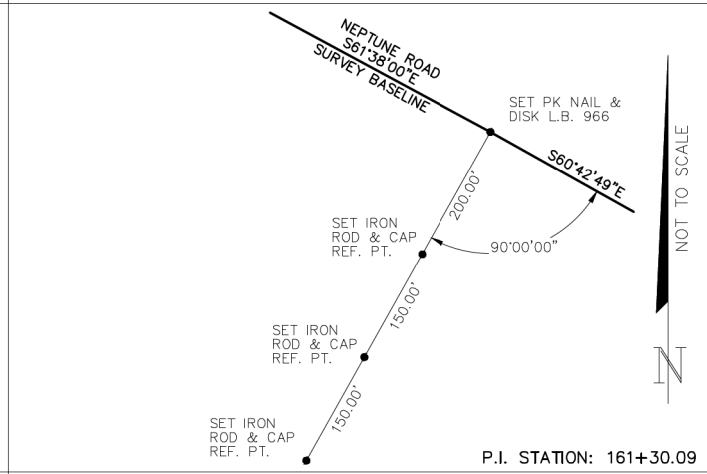 NEPTUNE ROAD
S61°38'00"E
SURVEY BASELINE
SET PK NAIL &
DISK L.B. 966
S60°42'49"E
200.00'
NOT TO SCALE
SET IRON
ROD & CAP
REF. PT.
90°00'00"
150.00'
SET IRON
ROD & CAP
REF. PT.
N
150.00'
SET IRON
ROD & CAP
REF. PT.
P.I. STATION: 161+30.09